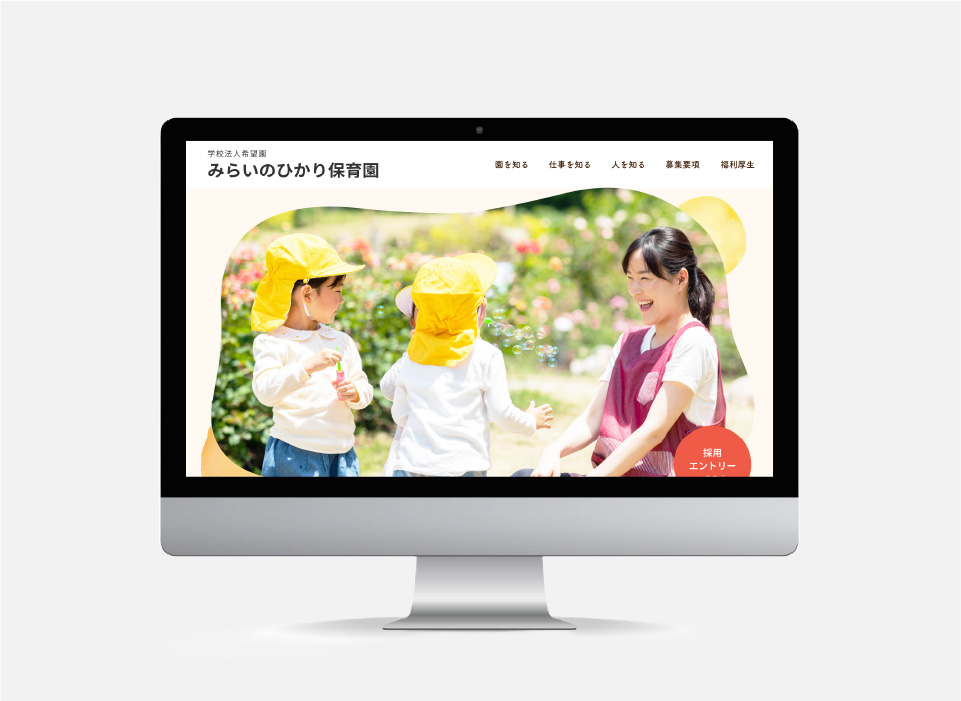 学校法人希望園
みらいのひかり保育園
園を知る
仕事を知る
人を知る
募集要項
福利厚生
採用
エントリー